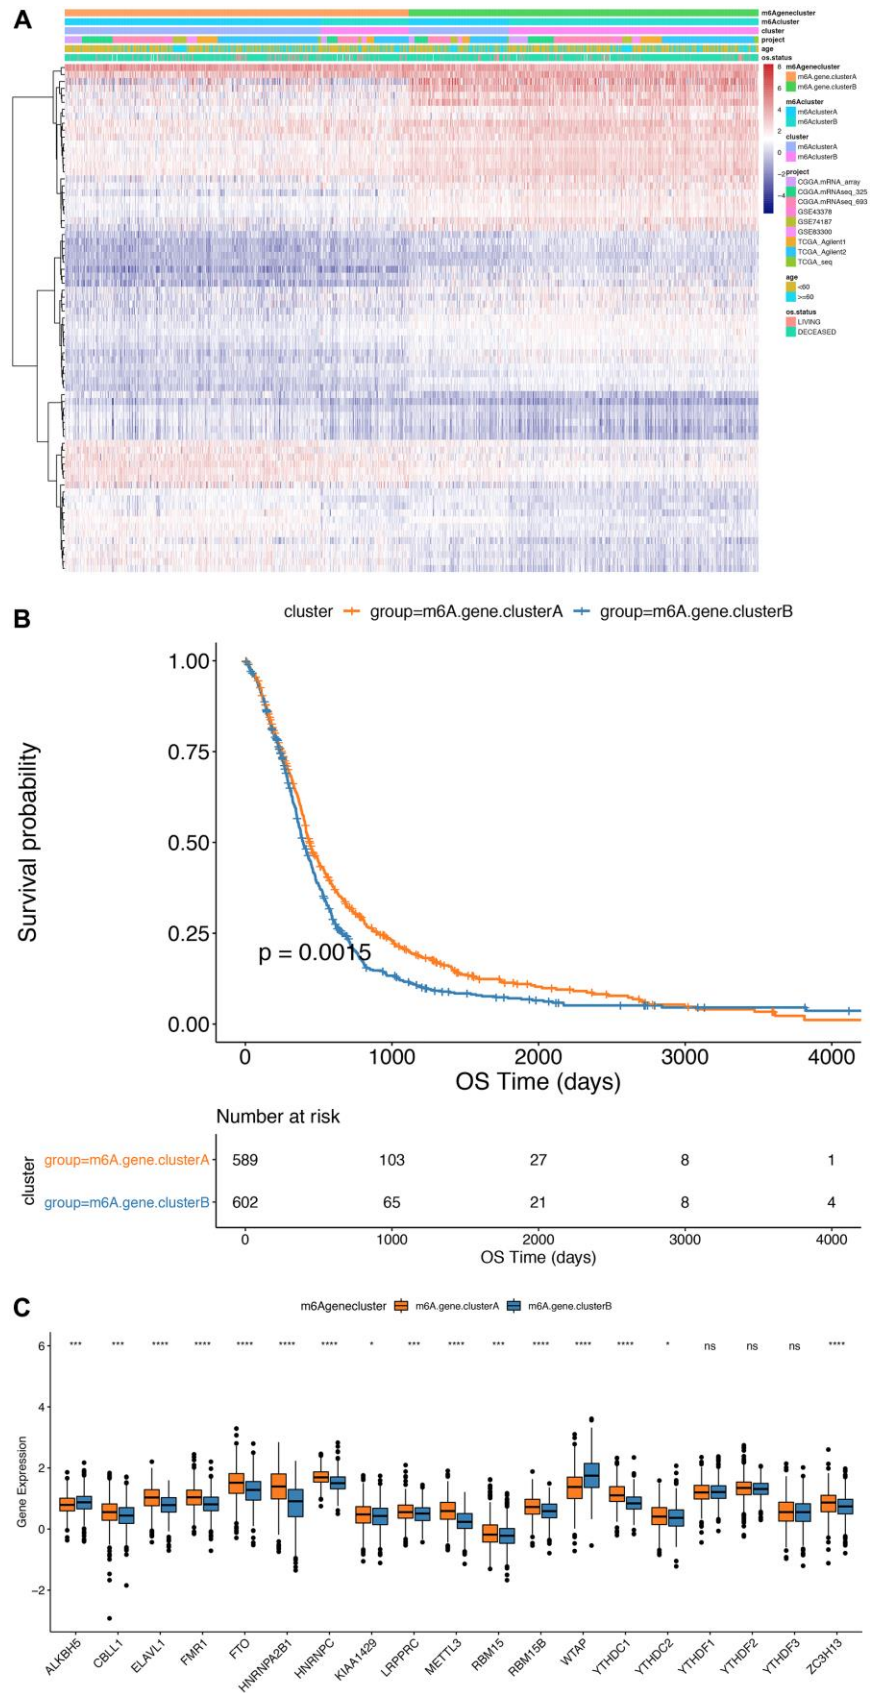 A
m6Agenecluster
m6Acluster
cluster
project
age
os.status
8
6
4
2
0
−2
−4
m6Agenecluster
m6A.gene.clusterA
m6A.gene.clusterB
m6Acluster
m6AclusterA
m6AclusterB
cluster
m6AclusterA
m6AclusterB
project
CGGA.mRNA_array
CGGA.mRNAseq_325
CGGA.mRNAseq_693
GSE43378
GSE74187
GSE83300
TCGA_Agilent1
TCGA_Agilent2
TCGA_seq
age
<60
>=60
os.status
LIVING
DECEASED
B
cluster group=m6A.gene.clusterA group=m6A.gene.clusterB
Survival probability
1.00
0.75
0.50
0.25
0.00
p = 0.0015
0 1000 2000 3000 4000
OS Time (days)
Number at risk
cluster
group=m6A.gene.clusterA 589 103 27 8 1
group=m6A.gene.clusterB 602 65 21 8 4
0 1000 2000 3000 4000
OS Time (days)
C
m6Agenecluster m6A.gene.clusterA m6A.gene.clusterB
Gene Expression
6
4
2
0
−2
*** *** **** **** **** **** **** * *** **** *** **** **** **** * ns ns ns ****
ALKBH5 CBLL1 ELAVL1 FMR1 FTO HNRNPA2B1 HNRNPC KIAA1429 LRPPRC METTL3 RBM15 RBM15B WTAP YTHDC1 YTHDC2 YTHDF1 YTHDF2 YTHDF3 ZC3H13